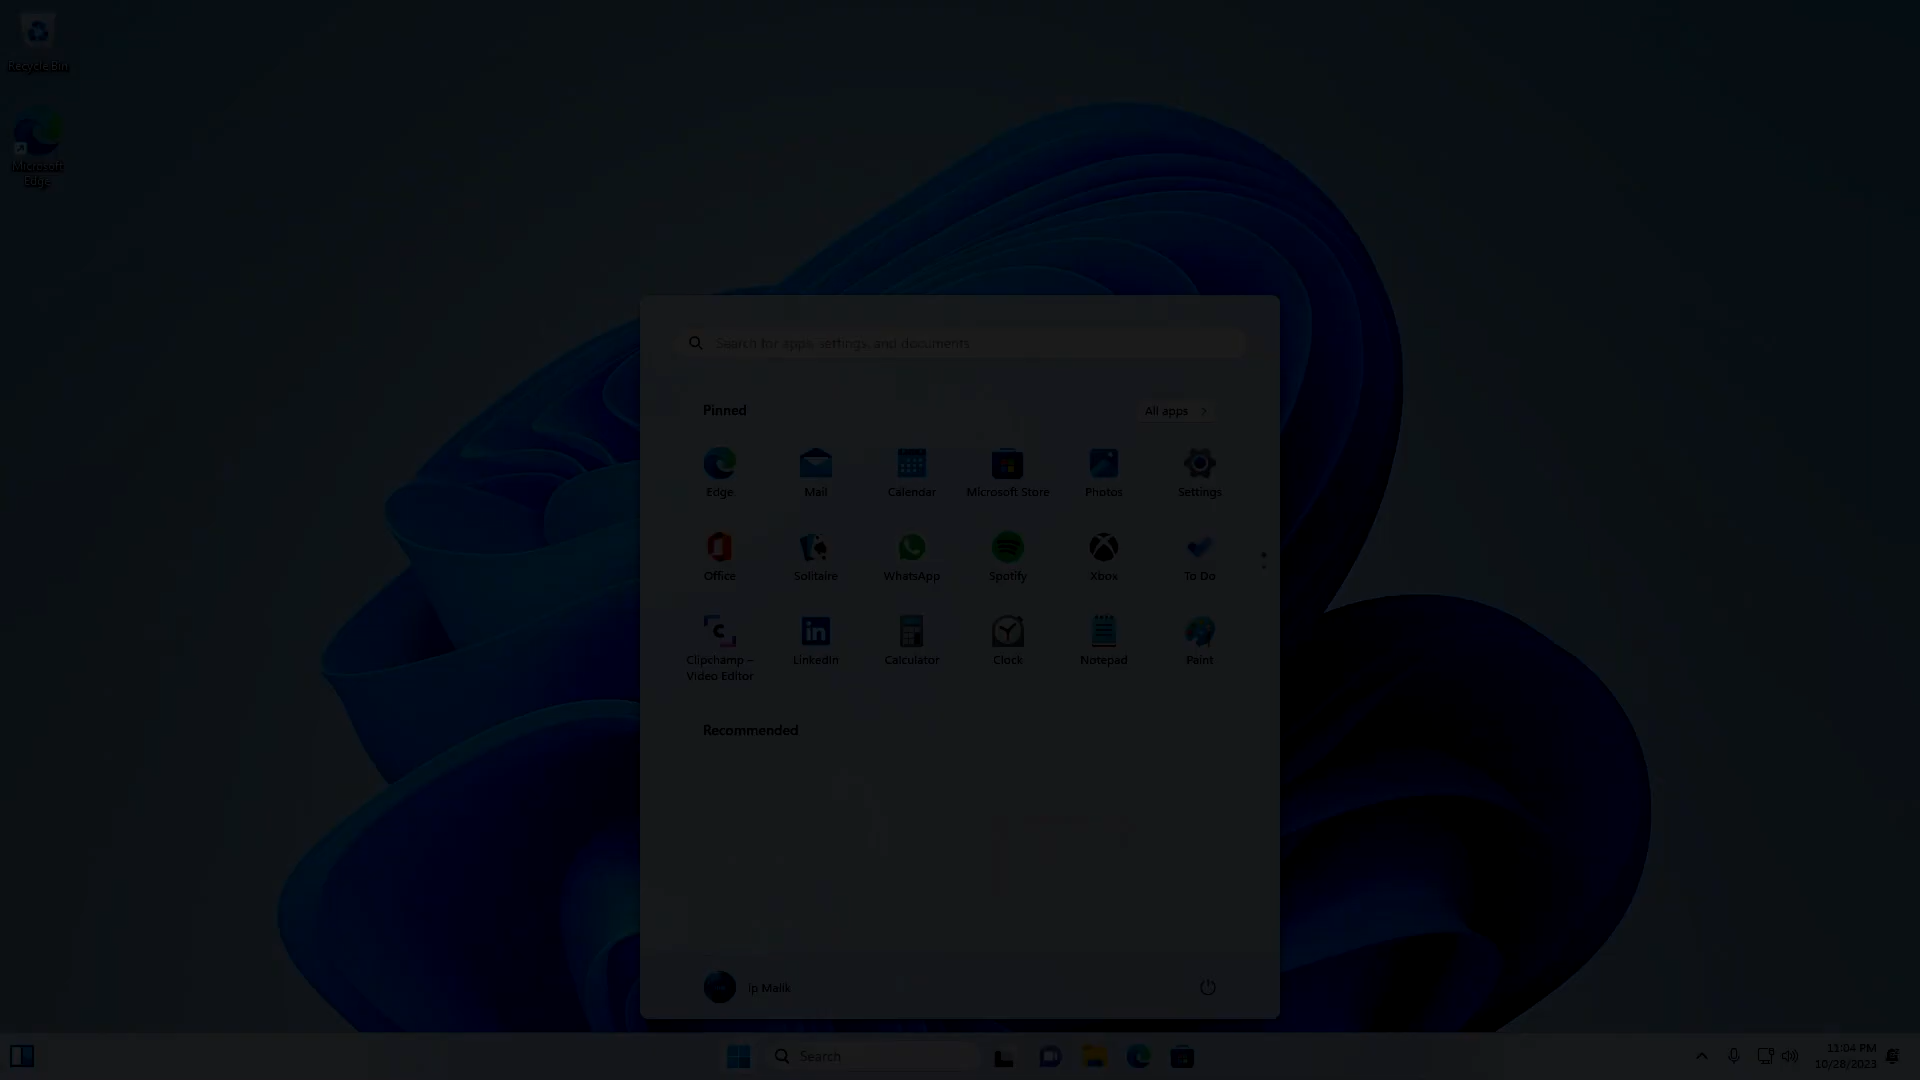 Recycle Bin
Microsoft
Edge
Search for apps, settings, and documents
Pinned
All apps
Edge
Mail
Calendar
Microsoft Store
Photos
Settings
Office
Solitaire
WhatsApp
Spotify
Xbox
To Do
Clipchamp –
Video Editor
LinkedIn
Calculator
Clock
Notepad
Paint
Recommended
ip Malik
Search
11:04 PM
10/28/2023